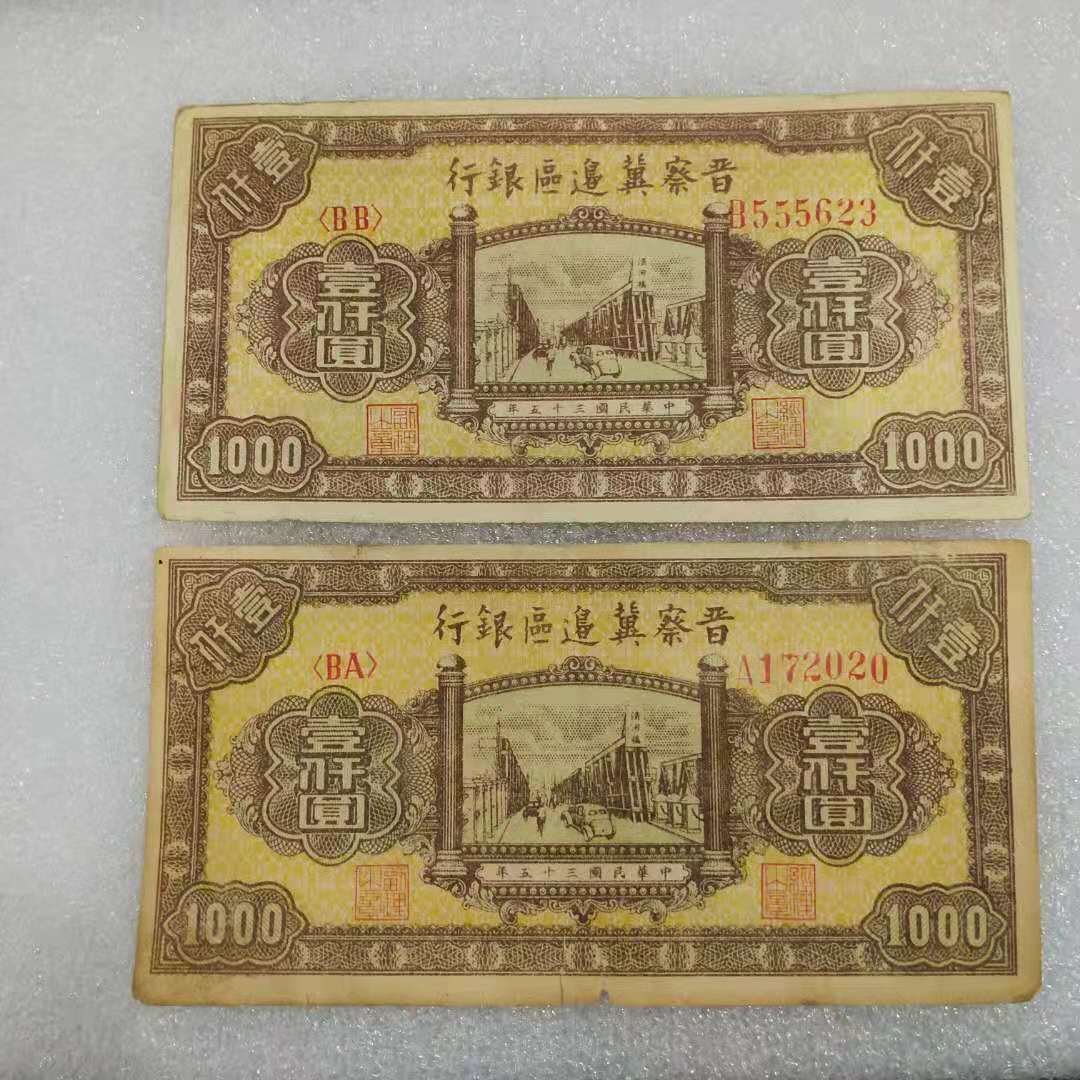 晋察冀邊區銀行
壹仟
壹仟
<BB>
B555623
壹仟圓
壹仟圓
中華民國三十五年
1000
1000
晋察冀邊區銀行
壹仟
壹仟
<BA>
A172020
壹仟圓
壹仟圓
中華民國三十五年
1000
1000